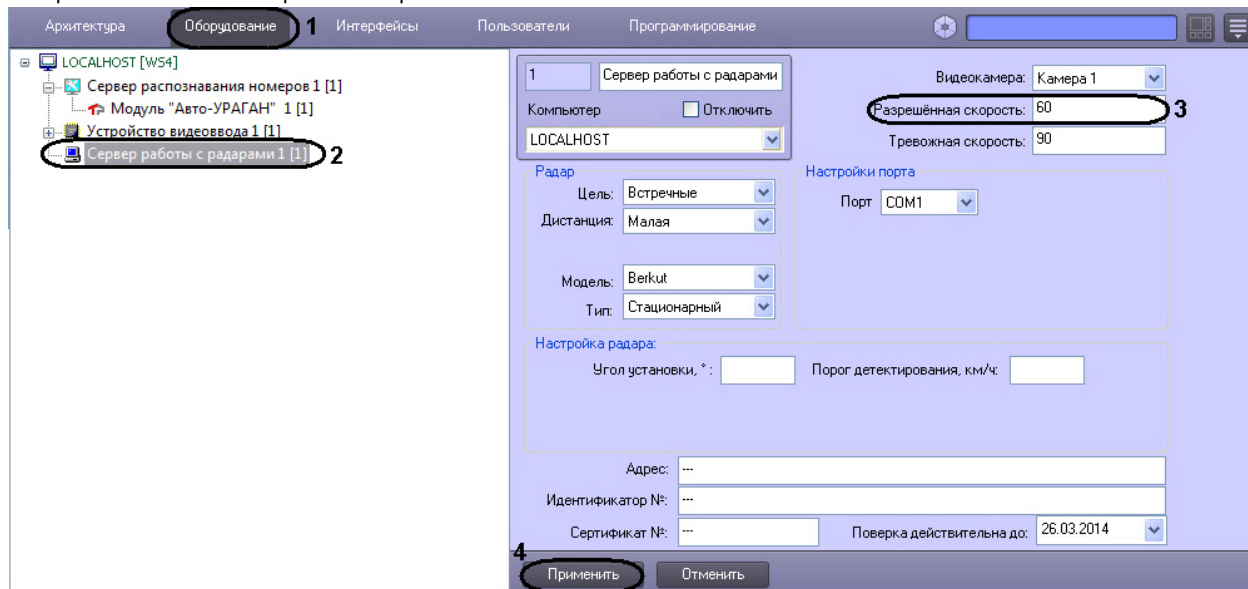 Архитектура Оборудование 1 Интерфейсы Пользователи Программирование
LOCALHOST [WS4]
Сервер распознавания номеров 1 [1]
Модуль "Авто-УРАГАН" 1 [1]
Устройство видеоввода 1 [1]
Сервер работы с радарами 1 [1] 2
1 Сервер работы с радарами
Компьютер Отключить
LOCALHOST
Видеокамера: Камера 1
Разрешённая скорость: 60 3
Тревожная скорость: 90
Радар
Цель: Встречные
Дистанция: Малая
Модель: Berkut
Тип: Стационарный
Настройки порта
Порт COM1
Настройка радара:
Угол установки, ° : Порог детектирования, км/ч:
Адрес: ---
Идентификатор №: ---
Сертификат №: --- Поверка действительна до: 26.03.2014
4
Применить Отменить